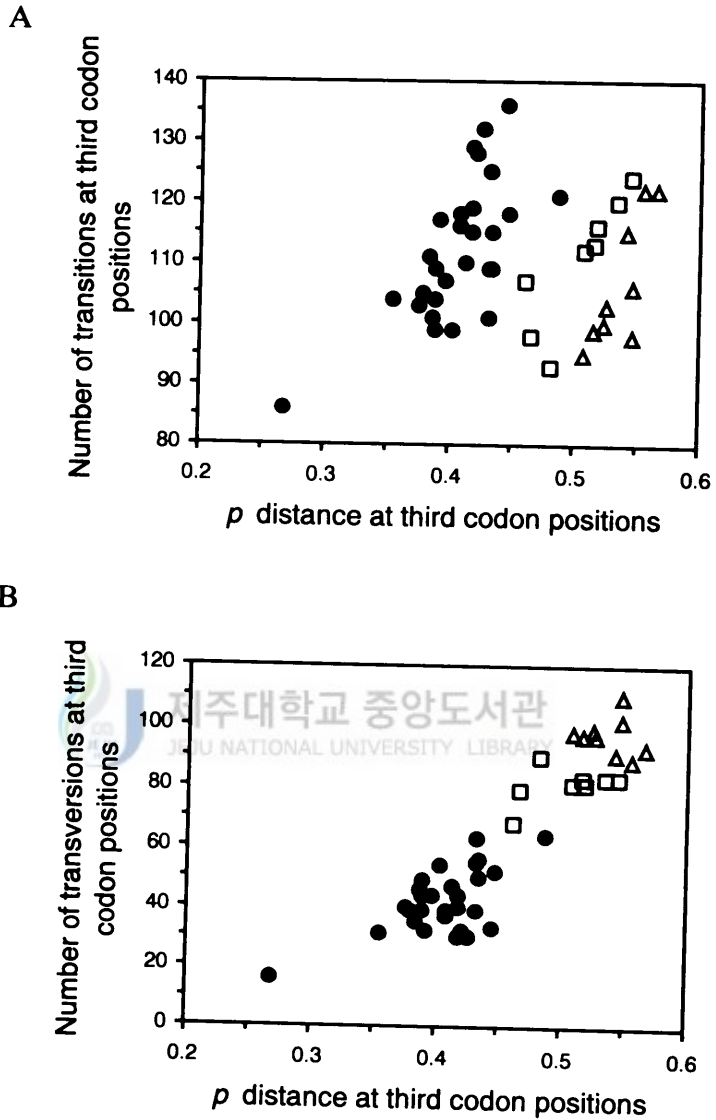 A
Number of transitions at third codon
positions
140
130
120
110
100
90
80
0.2 0.3 0.4 0.5 0.6
p distance at third codon positions
B
Number of transversions at third
codon positions
120
100
80
60
40
20
0
제주대학교 중앙도서관
JEJU NATIONAL UNIVERSITY LIBRARY
0.2 0.3 0.4 0.5 0.6
p distance at third codon positions